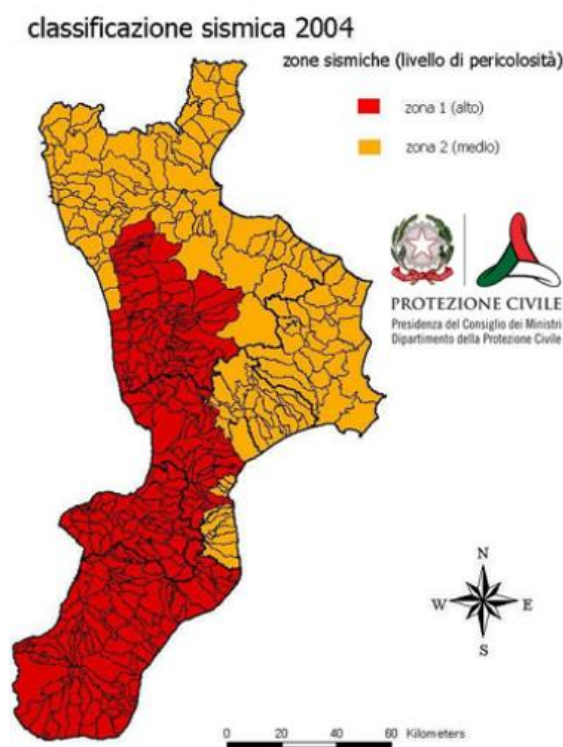 classificazione sismica 2004
zone sismiche (livello di pericolosità)
zona 1 (alto)
zona 2 (medio)
PROTEZIONE CIVILE
Presidenza del Consiglio dei Ministri
Dipartimento della Protezione Civile
N
W E
S
0 20 40 60 Kilometers